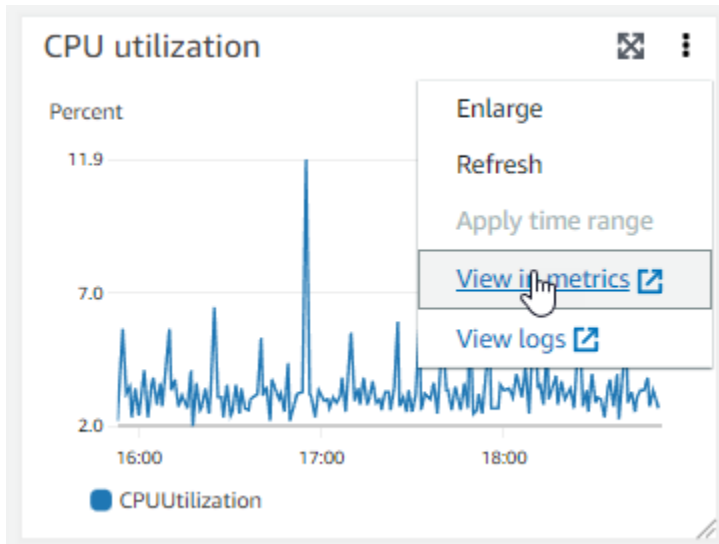 CPU utilization
Percent
11.9
7.0
2.0
16:00
17:00
18:00
CPUUtilization
Enlarge
Refresh
Apply time range
View in metrics
View logs